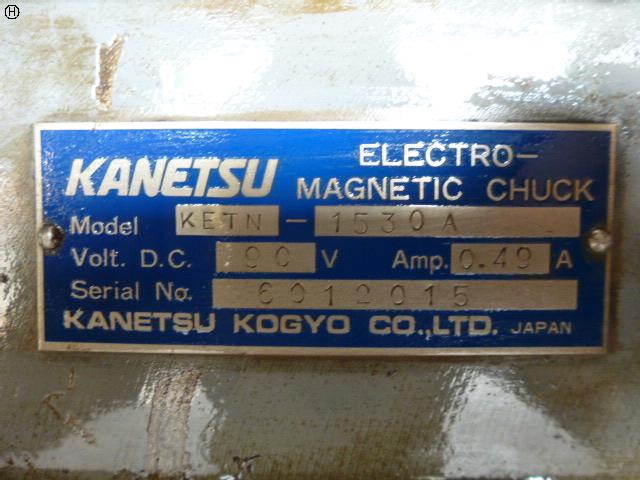 H
KANETSU ELECTRO-
MAGNETIC CHUCK
Model KETN-1530A
Volt. D.C. 90 V Amp. 0.49 A
Serial No. 6012015
KANETSU KOGYO CO.,LTD. JAPAN